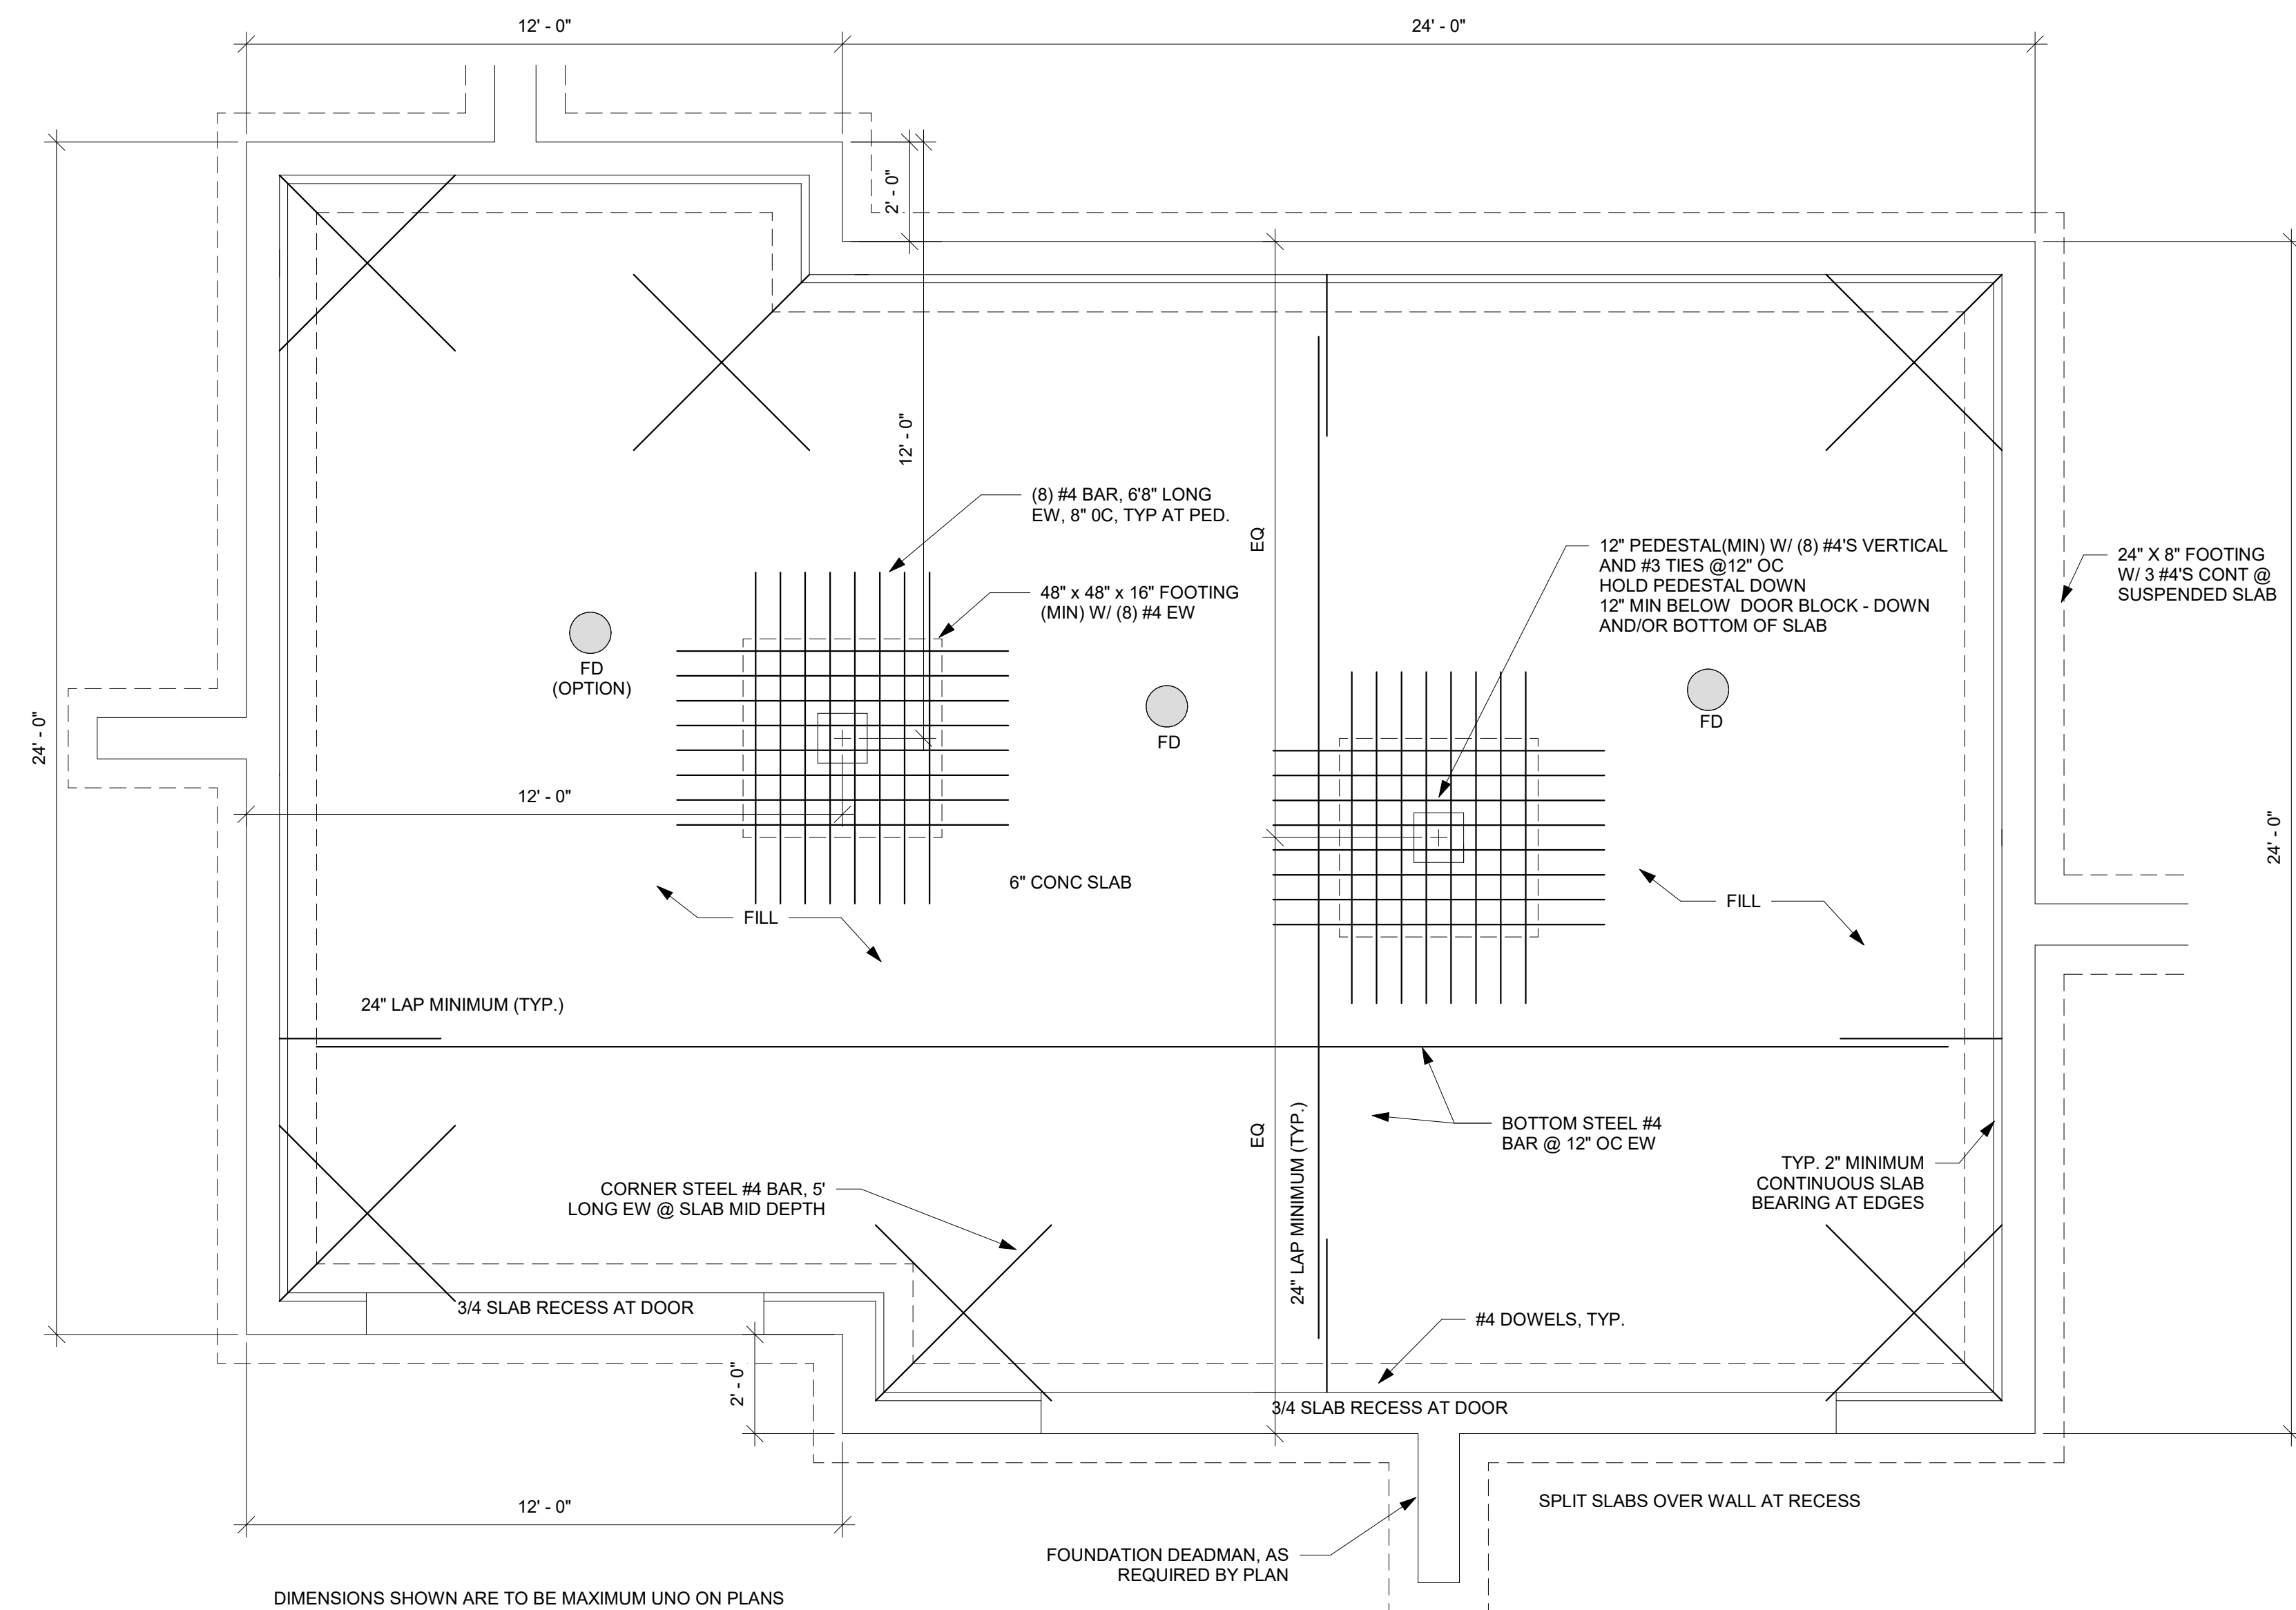 12' - 0"
24' - 0"
2' - 0"
12' - 0"
(8) #4 BAR, 6'8" LONG
EW, 8" 0C, TYP AT PED.
EQ
12" PEDESTAL(MIN) W/ (8) #4'S VERTICAL
AND #3 TIES @12" OC
HOLD PEDESTAL DOWN
12" MIN BELOW DOOR BLOCK - DOWN
AND/OR BOTTOM OF SLAB
24" X 8" FOOTING
W/ 3 #4'S CONT @
SUSPENDED SLAB
48" x 48" x 16" FOOTING
(MIN) W/ (8) #4 EW
FD
(OPTION)
FD
FD
24' - 0"
12' - 0"
24' - 0"
6" CONC SLAB
FILL
FILL
24" LAP MINIMUM (TYP.)
EQ
24" LAP MINIMUM (TYP.)
BOTTOM STEEL #4
BAR @ 12" OC EW
TYP. 2" MINIMUM
CONTINUOUS SLAB
BEARING AT EDGES
CORNER STEEL #4 BAR, 5'
LONG EW @ SLAB MID DEPTH
3/4 SLAB RECESS AT DOOR
#4 DOWELS, TYP.
2' - 0"
3/4 SLAB RECESS AT DOOR
12' - 0"
SPLIT SLABS OVER WALL AT RECESS
FOUNDATION DEADMAN, AS
REQUIRED BY PLAN
DIMENSIONS SHOWN ARE TO BE MAXIMUM UNO ON PLANS